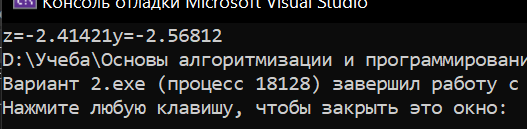 Консоль отладки Microsoft Visual Studio
z=-2.41421y=-2.56812
D:\Учеба\Основы алгоритмизации и
Вариант 2.exe (процесс 18128) завершил работу с
Нажмите любую клавишу, чтобы закрыть это окно: